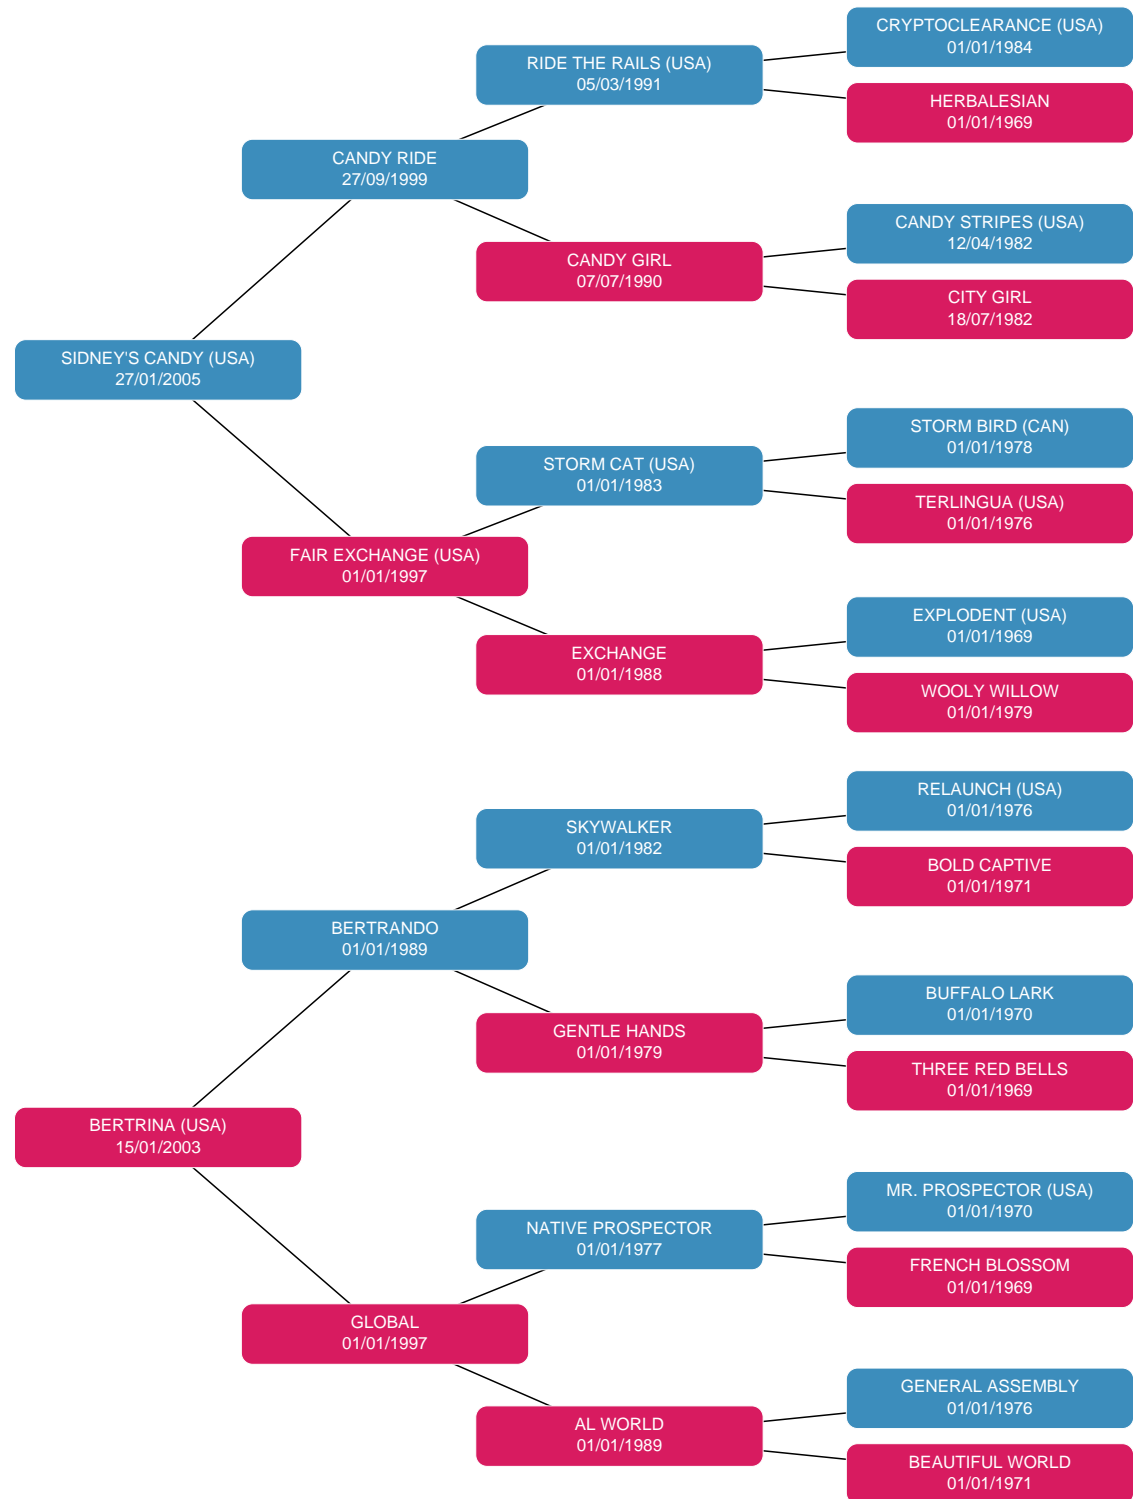 CRYPTOCLEARANCE (USA)
01/01/1984
RIDE THE RAILS (USA)
05/03/1991
HERBALESIAN
01/01/1969
CANDY RIDE
27/09/1999
CANDY STRIPES (USA)
12/04/1982
CANDY GIRL
07/07/1990
CITY GIRL
18/07/1982
SIDNEY'S CANDY (USA)
27/01/2005
STORM BIRD (CAN)
01/01/1978
STORM CAT (USA)
01/01/1983
TERLINGUA (USA)
01/01/1976
FAIR EXCHANGE (USA)
01/01/1997
EXPLODENT (USA)
01/01/1969
EXCHANGE
01/01/1988
WOOLY WILLOW
01/01/1979
RELAUNCH (USA)
01/01/1976
SKYWALKER
01/01/1982
BOLD CAPTIVE
01/01/1971
BERTRANDO
01/01/1989
BUFFALO LARK
01/01/1970
GENTLE HANDS
01/01/1979
THREE RED BELLS
01/01/1969
BERTRINA (USA)
15/01/2003
MR. PROSPECTOR (USA)
01/01/1970
NATIVE PROSPECTOR
01/01/1977
FRENCH BLOSSOM
01/01/1969
GLOBAL
01/01/1997
GENERAL ASSEMBLY
01/01/1976
AL WORLD
01/01/1989
BEAUTIFUL WORLD
01/01/1971